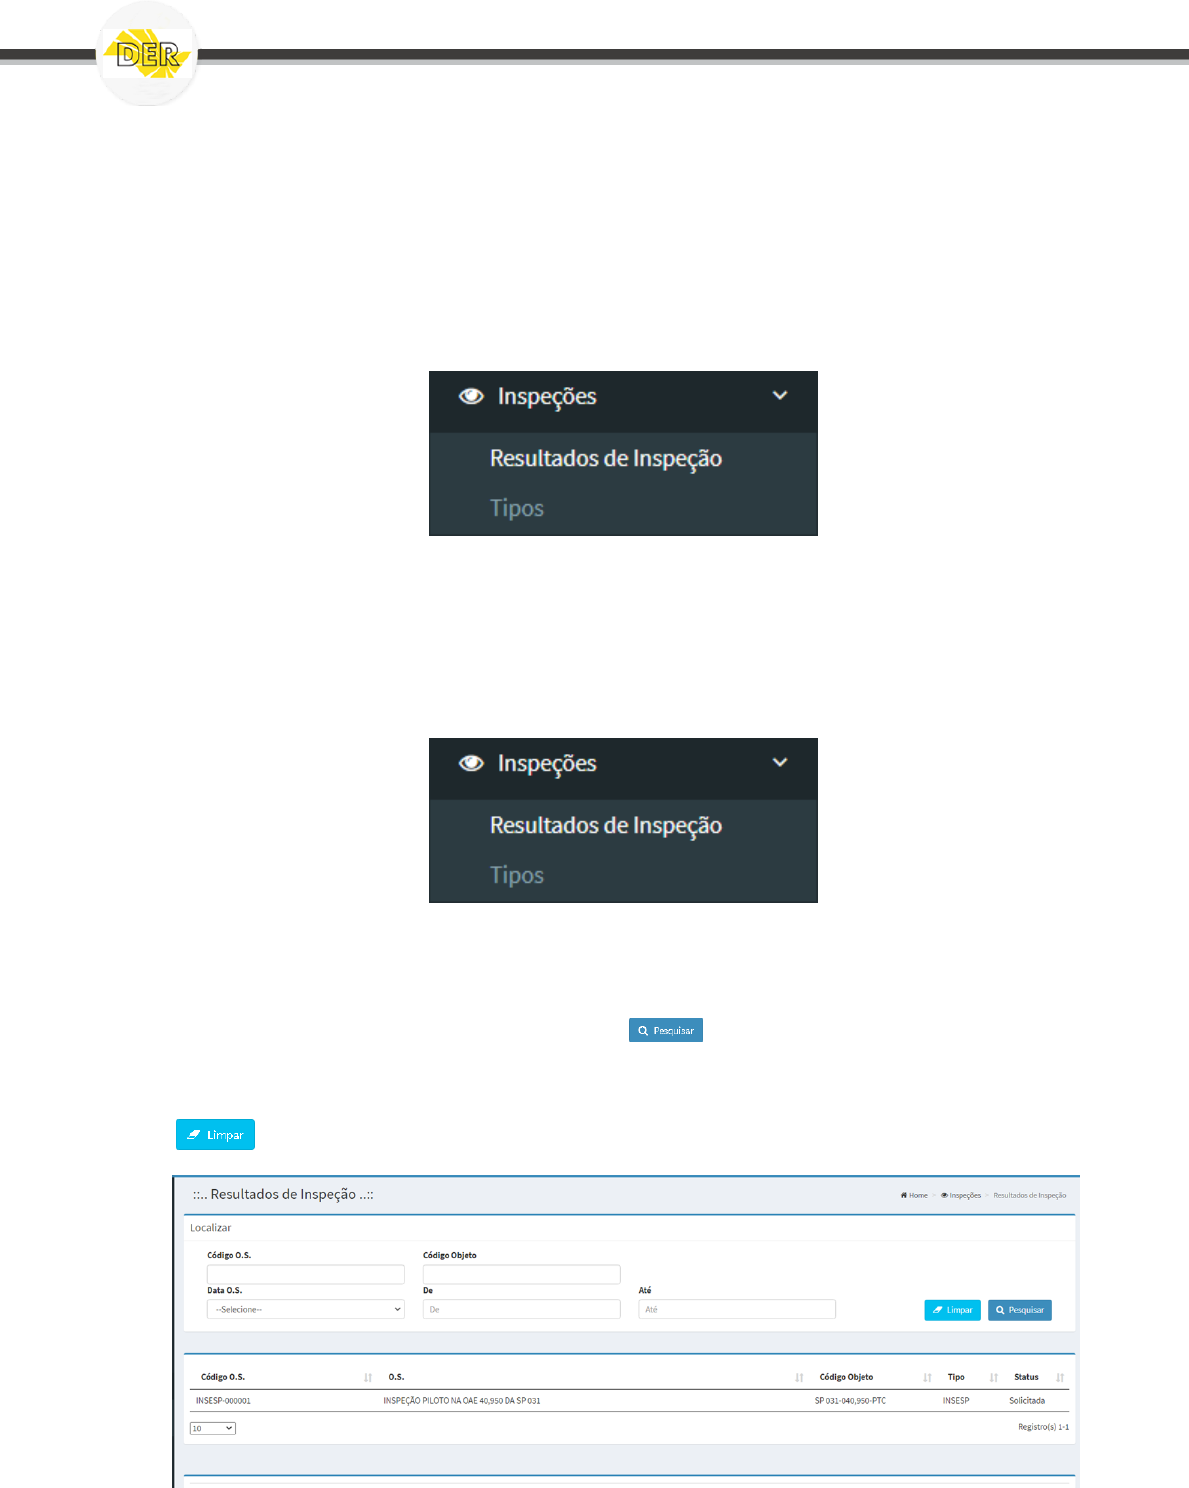 DER
Inspeções
Resultados de Inspeção
Tipos
Inspeções
Resultados de Inspeção
Tipos
Pesquisar
Limpar
::.. Resultados de Inspeção ..::
Home Inspeções Resultados de Inspeção
Localizar
Código O.S. Código Objeto
Data O.S. De Até
--Selecione-- De Até Limpar Pesquisar
Código O.S. O.S. Código Objeto Tipo Status
INSESP-000001 INSPEÇÃO PILOTO NA OAE 40,950 DA SP 031 SP 031-040,950-PTC INSESP Solicitada
10 Registro(s) 1-1